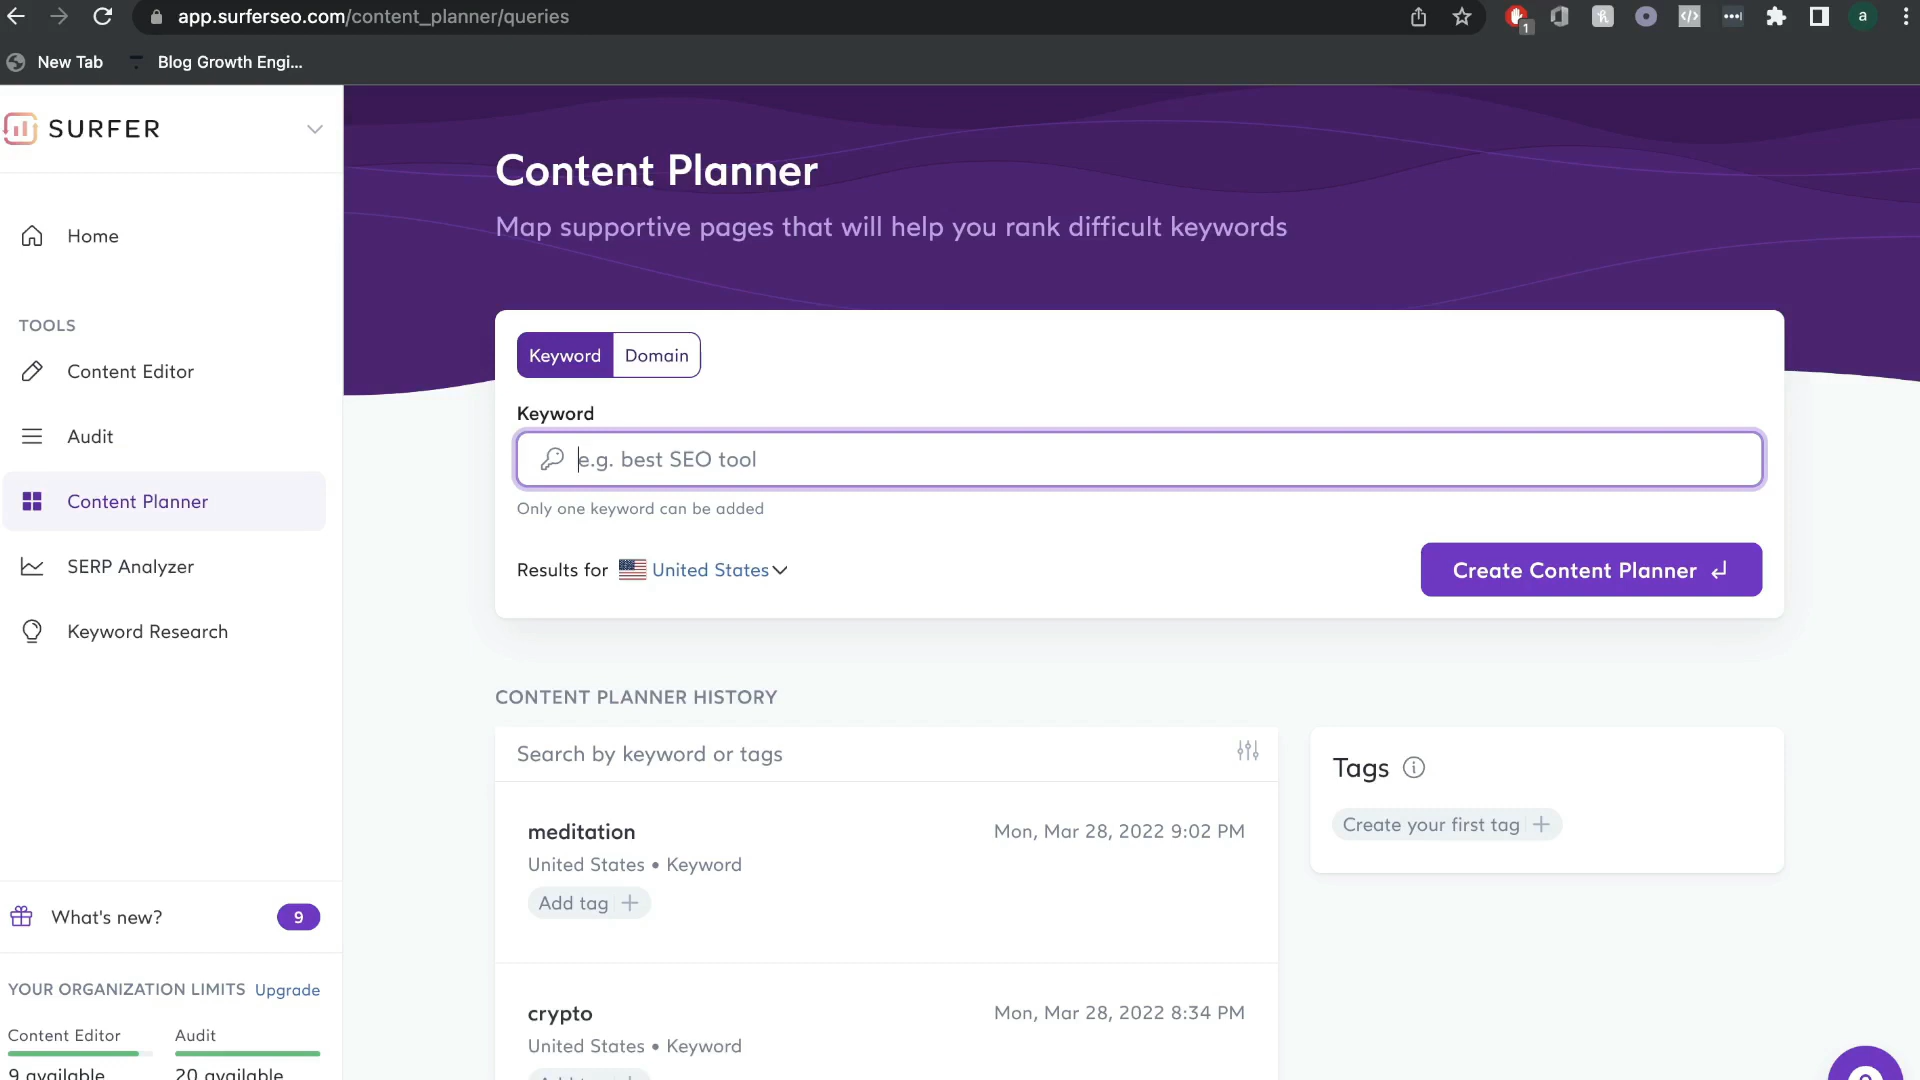 app.surferseo.com/content_planner/queries
1
a
New Tab
Blog Growth Engi...
SURFER
Home
TOOLS
Content Editor
Audit
Content Planner
SERP Analyzer
Keyword Research
What's new?
9
YOUR ORGANIZATION LIMITS Upgrade
Content Editor
Audit
9 available
20 available
Content Planner
Map supportive pages that will help you rank difficult keywords
Keyword
Domain
Keyword
e.g. best SEO tool
Only one keyword can be added
Results for United States
Create Content Planner
CONTENT PLANNER HISTORY
Search by keyword or tags
meditation
Mon, Mar 28, 2022 9:02 PM
United States • Keyword
Add tag +
crypto
Mon, Mar 28, 2022 8:34 PM
United States • Keyword
Tags
Create your first tag +